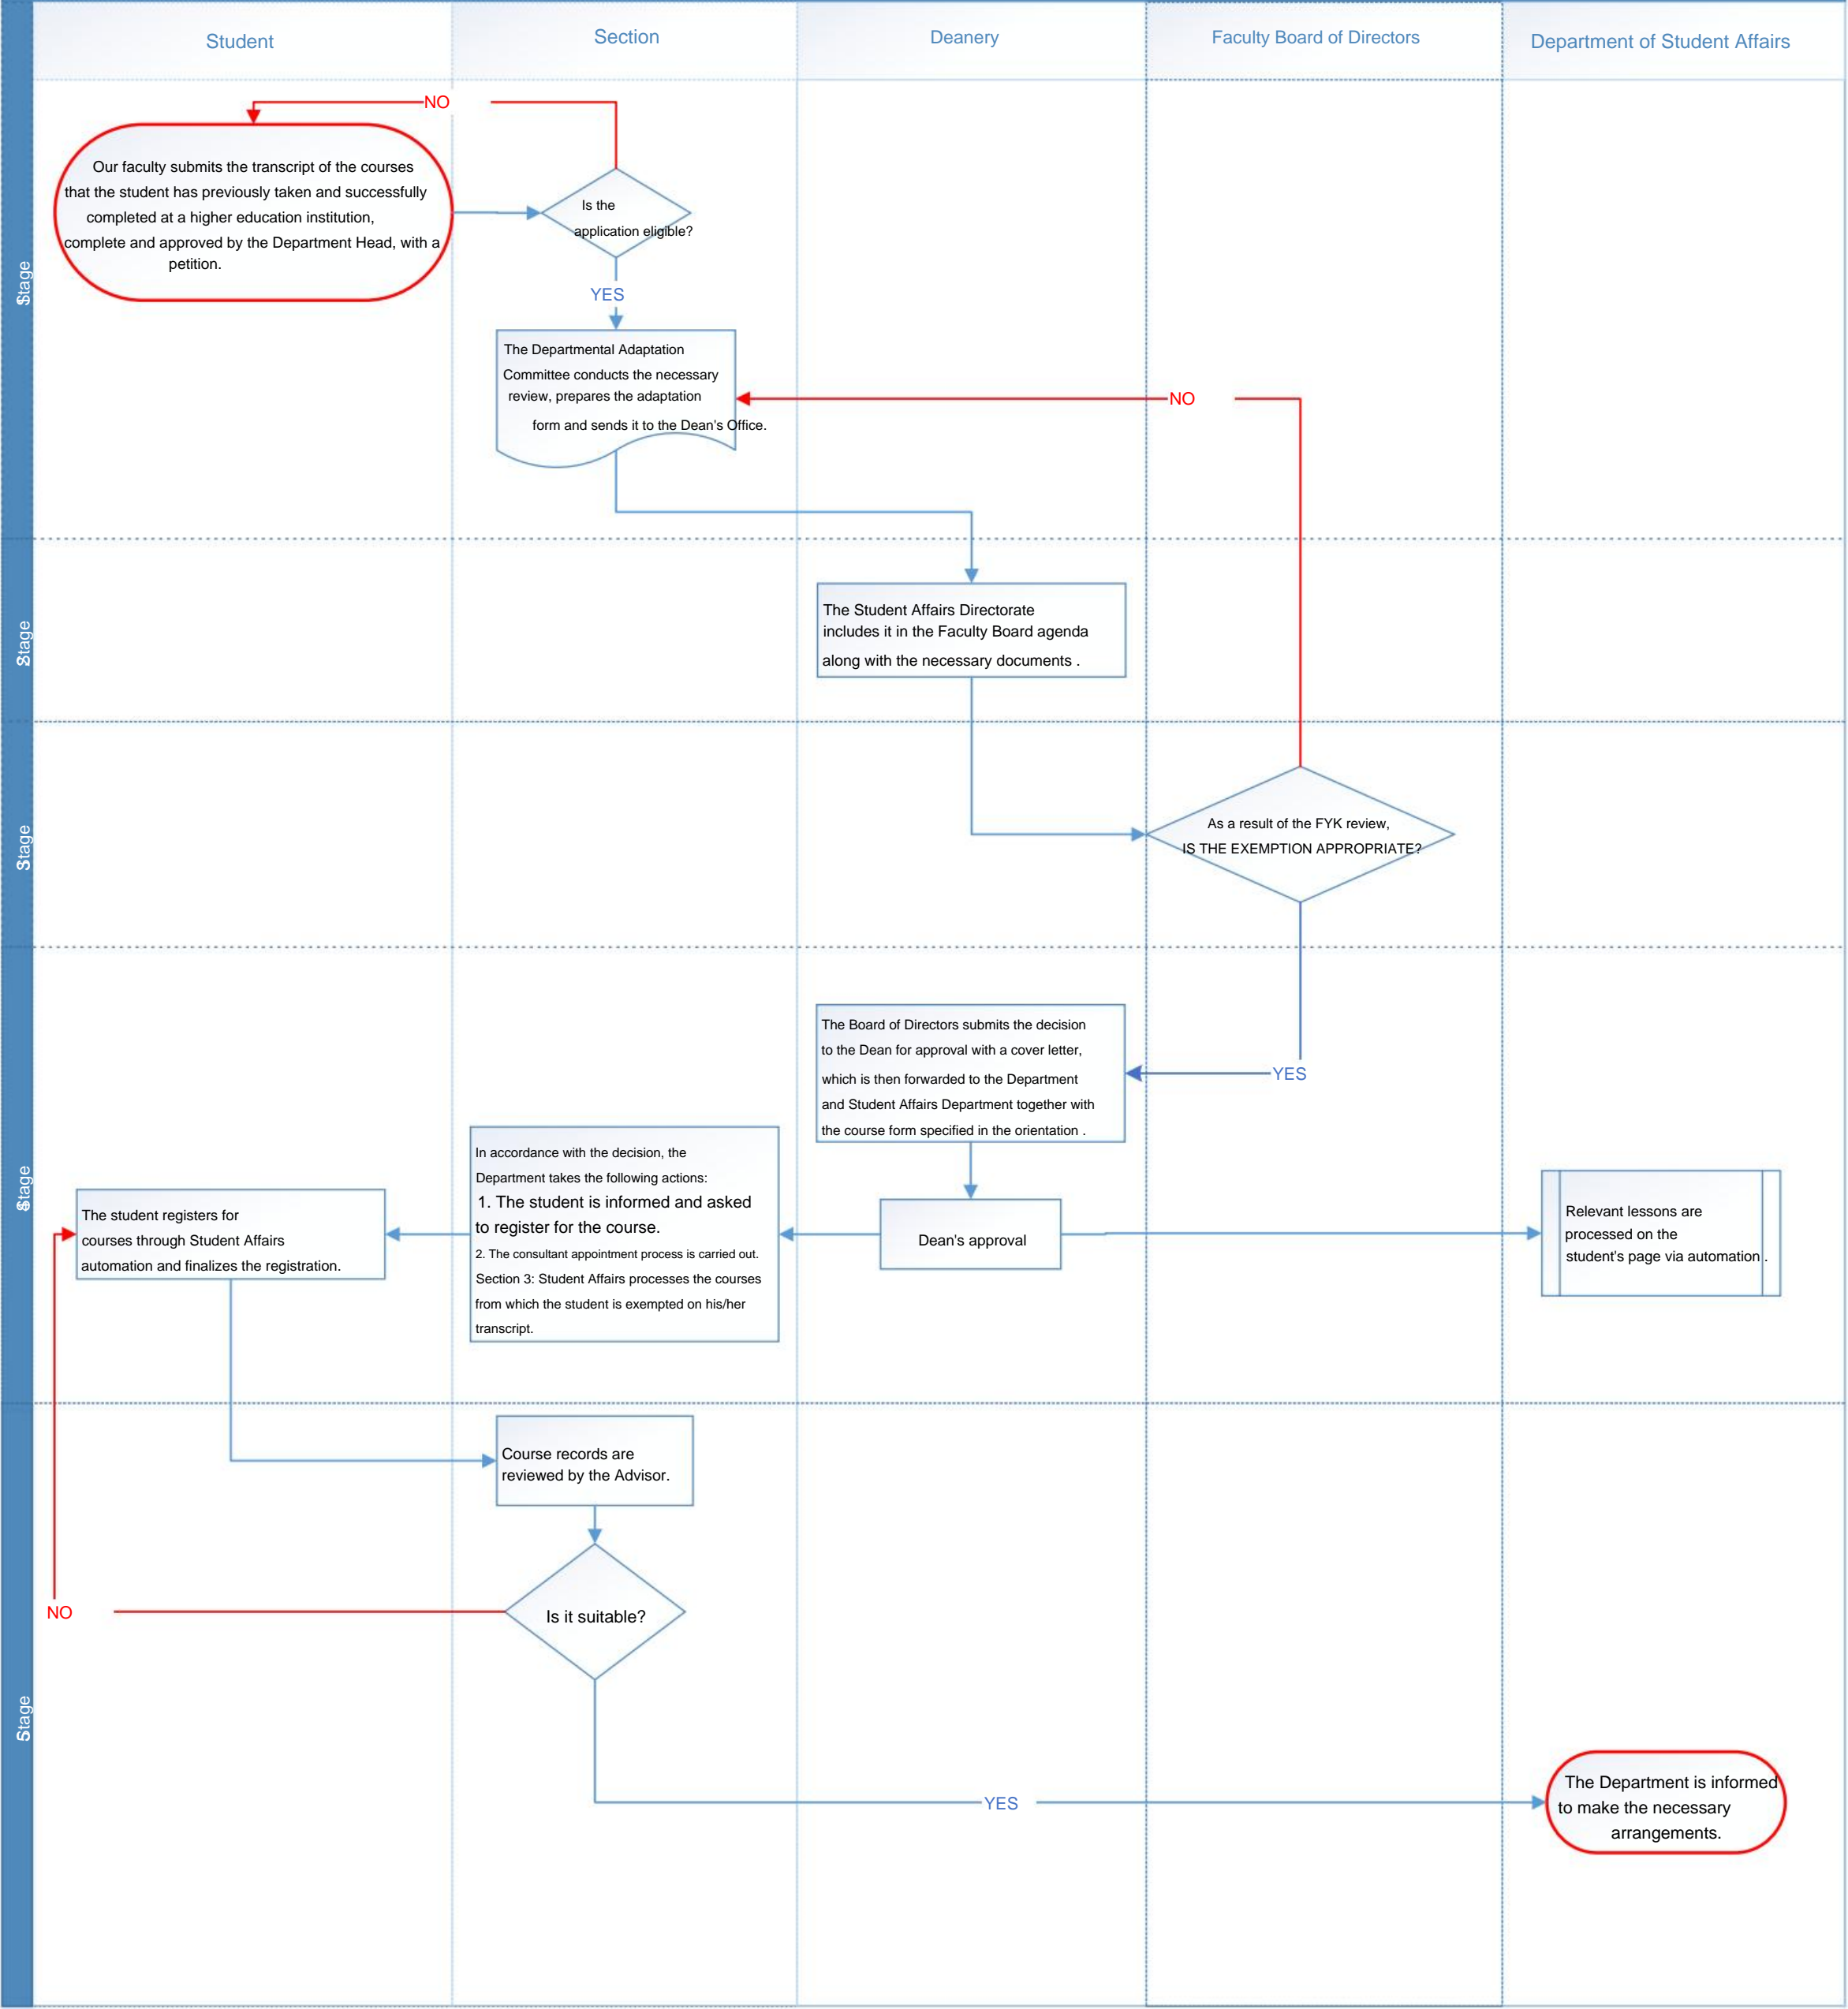 Student
Section
Deanery
Faculty Board of Directors
Department of Student Affairs
NO
Our faculty submits the transcript of the courses
that the student has previously taken and successfully
completed at a higher education institution,
complete and approved by the Department Head, with a
petition.
Is the
application eligible?
YES
Stage
The Departmental Adaptation
Committee conducts the necessary
review, prepares the adaptation
form and sends it to the Dean's Office.
NO
Stage
The Student Affairs Directorate
includes it in the Faculty Board agenda
along with the necessary documents .
Stage
As a result of the FYK review,
IS THE EXEMPTION APPROPRIATE?
YES
Stage
The Board of Directors submits the decision
to the Dean for approval with a cover letter,
which is then forwarded to the Department
and Student Affairs Department together with
the course form specified in the orientation .
Dean's approval
In accordance with the decision, the
Department takes the following actions:
1. The student is informed and asked
to register for the course.
2. The consultant appointment process is carried out.
Section 3: Student Affairs processes the courses
from which the student is exempted on his/her
transcript.
The student registers for
courses through Student Affairs
automation and finalizes the registration.
Relevant lessons are
processed on the
student's page via automation .
Stage
Course records are
reviewed by the Advisor.
Is it suitable?
NO
YES
The Department is informed
to make the necessary
arrangements.